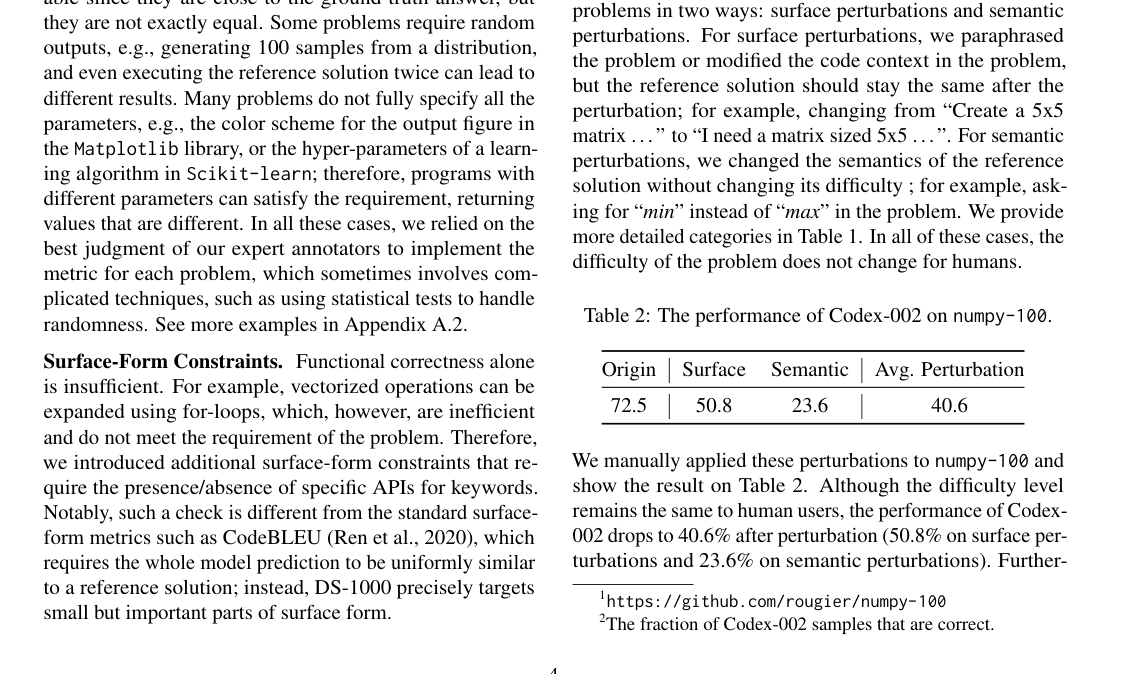 able since they are close to the ground truth answer, but
they are not exactly equal. Some problems require random
outputs, e.g., generating 100 samples from a distribution,
and even executing the reference solution twice can lead to
different results. Many problems do not fully specify all the
parameters, e.g., the color scheme for the output figure in
the Matplotlib library, or the hyper-parameters of a learn-
ing algorithm in Scikit-learn; therefore, programs with
different parameters can satisfy the requirement, returning
values that are different. In all these cases, we relied on the
best judgment of our expert annotators to implement the
metric for each problem, which sometimes involves com-
plicated techniques, such as using statistical tests to handle
randomness. See more examples in Appendix A.2.
Surface-Form Constraints. Functional correctness alone
is insufficient. For example, vectorized operations can be
expanded using for-loops, which, however, are inefficient
and do not meet the requirement of the problem. Therefore,
we introduced additional surface-form constraints that re-
quire the presence/absence of specific APIs for keywords.
Notably, such a check is different from the standard surface-
form metrics such as CodeBLEU (Ren et al., 2020), which
requires the whole model prediction to be uniformly similar
to a reference solution; instead, DS-1000 precisely targets
small but important parts of surface form.
problems in two ways: surface perturbations and semantic
perturbations. For surface perturbations, we paraphrased
the problem or modified the code context in the problem,
but the reference solution should stay the same after the
perturbation; for example, changing from “Create a 5x5
matrix . . .” to “I need a matrix sized 5x5 . . .”. For semantic
perturbations, we changed the semantics of the reference
solution without changing its difficulty ; for example, ask-
ing for “min” instead of “max” in the problem. We provide
more detailed categories in Table 1. In all of these cases, the
difficulty of the problem does not change for humans.
Table 2: The performance of Codex-002 on numpy-100.
Origin Surface Semantic Avg. Perturbation
72.5 50.8 23.6 40.6
We manually applied these perturbations to numpy-100 and
show the result on Table 2. Although the difficulty level
remains the same to human users, the performance of Codex-
002 drops to 40.6% after perturbation (50.8% on surface per-
turbations and 23.6% on semantic perturbations). Further-
1https://github.com/rougier/numpy-100
2The fraction of Codex-002 samples that are correct.
4